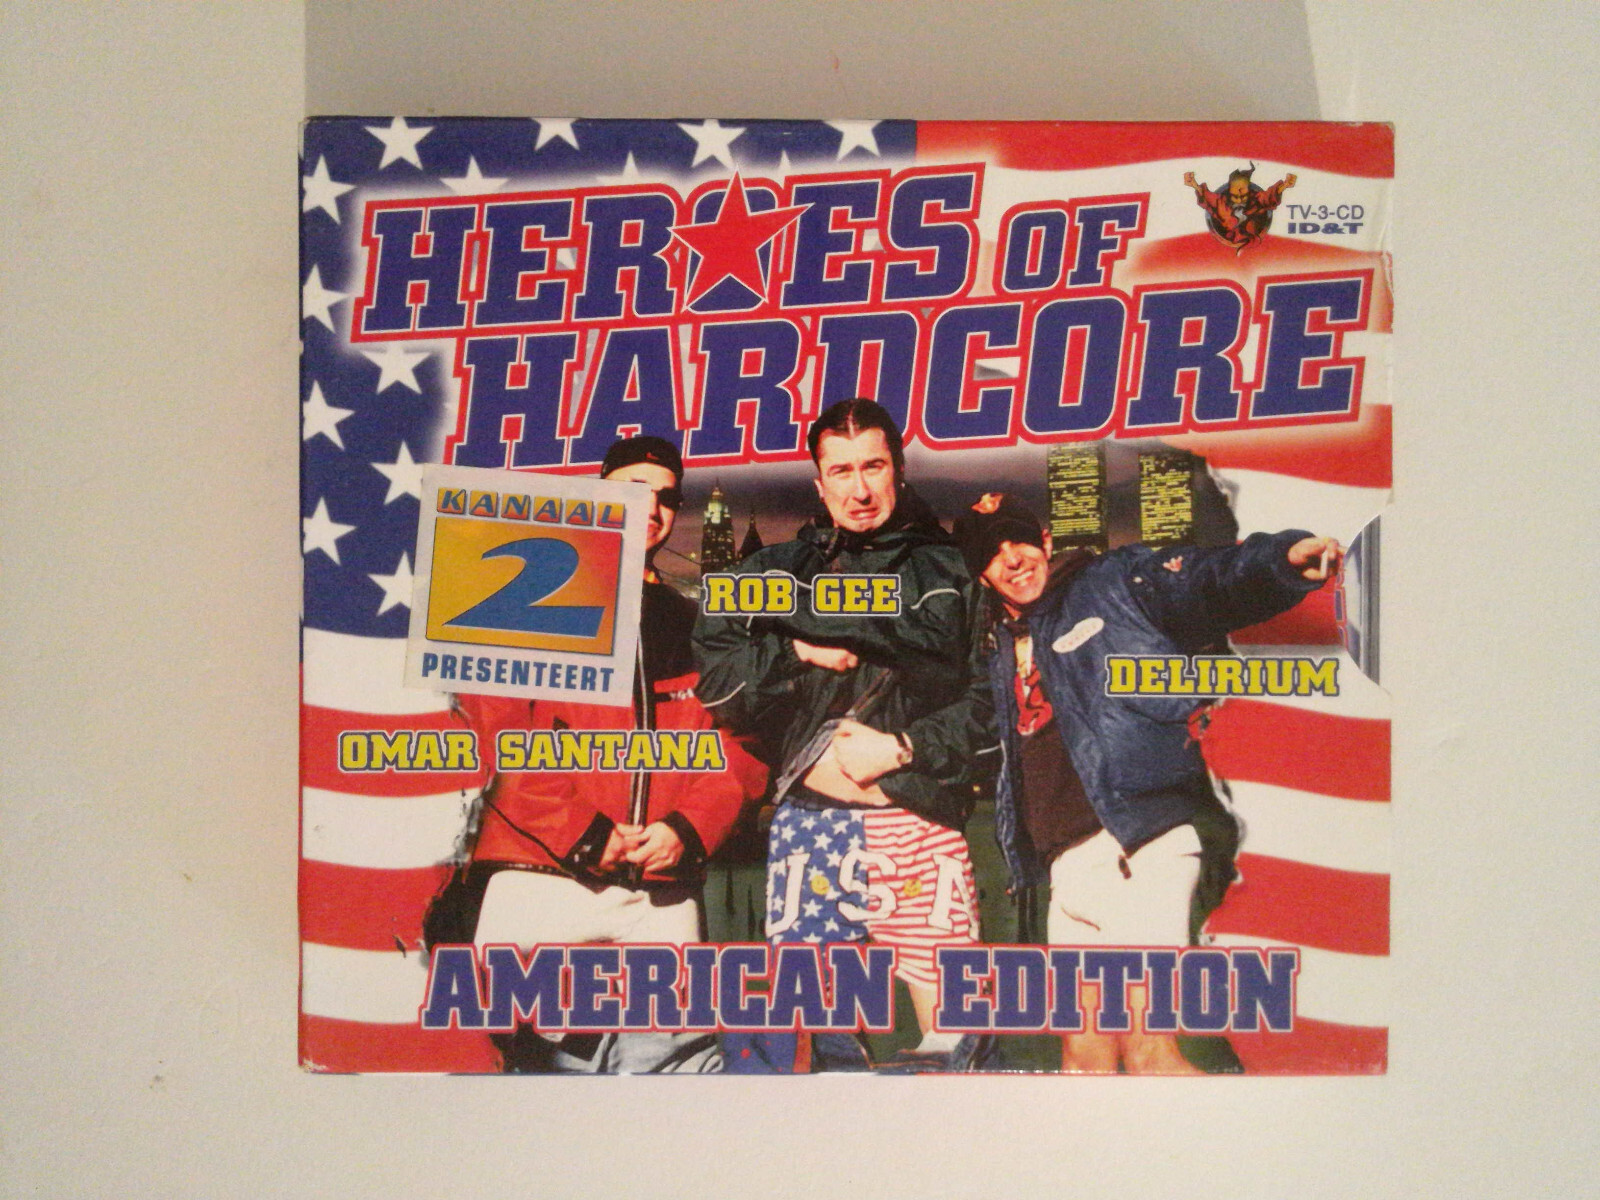 HEROES OF
HARDCORE
TV-3-CD
ID&T
KANAAL
2
PRESENTEERT
ROB GEE
DELIRIUM
OMAR SANTANA
USA
AMERICAN EDITION